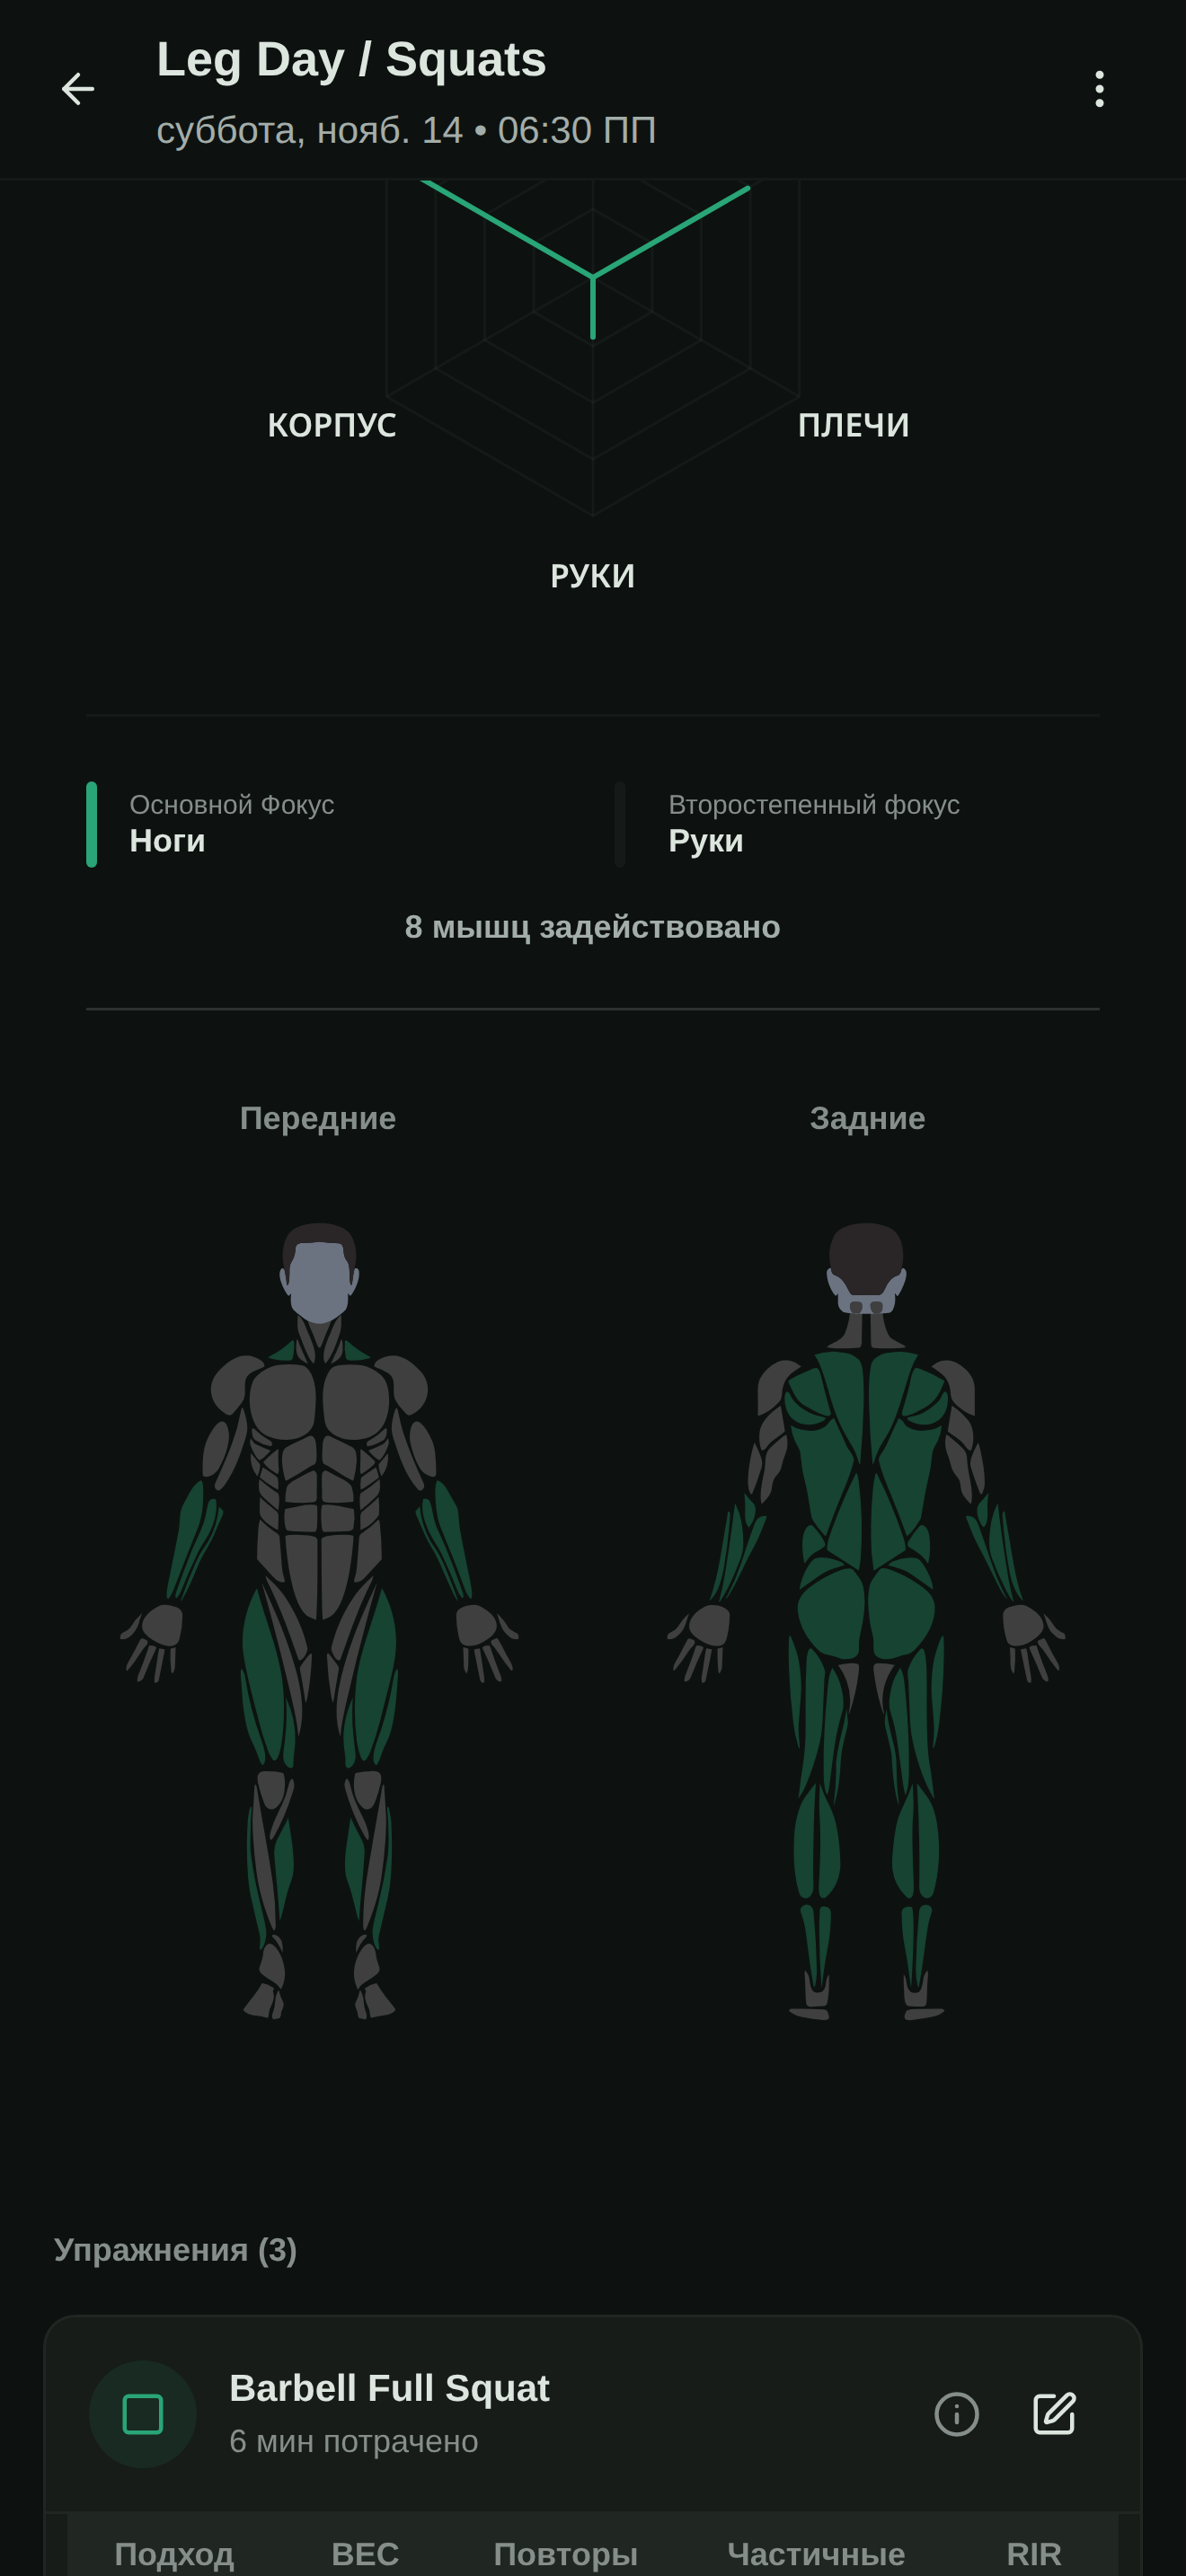 Leg Day / Squats
суббота, нояб. 14 • 06:30 ПП
КОРПУС
ПЛЕЧИ
РУКИ
Основной Фокус
Ноги
Второстепенный фокус
Руки
8 мышц задействовано
Передние
Задние
Упражнения (3)
Barbell Full Squat
6 мин потрачено
Подход ВЕС Повторы Частичные RIR